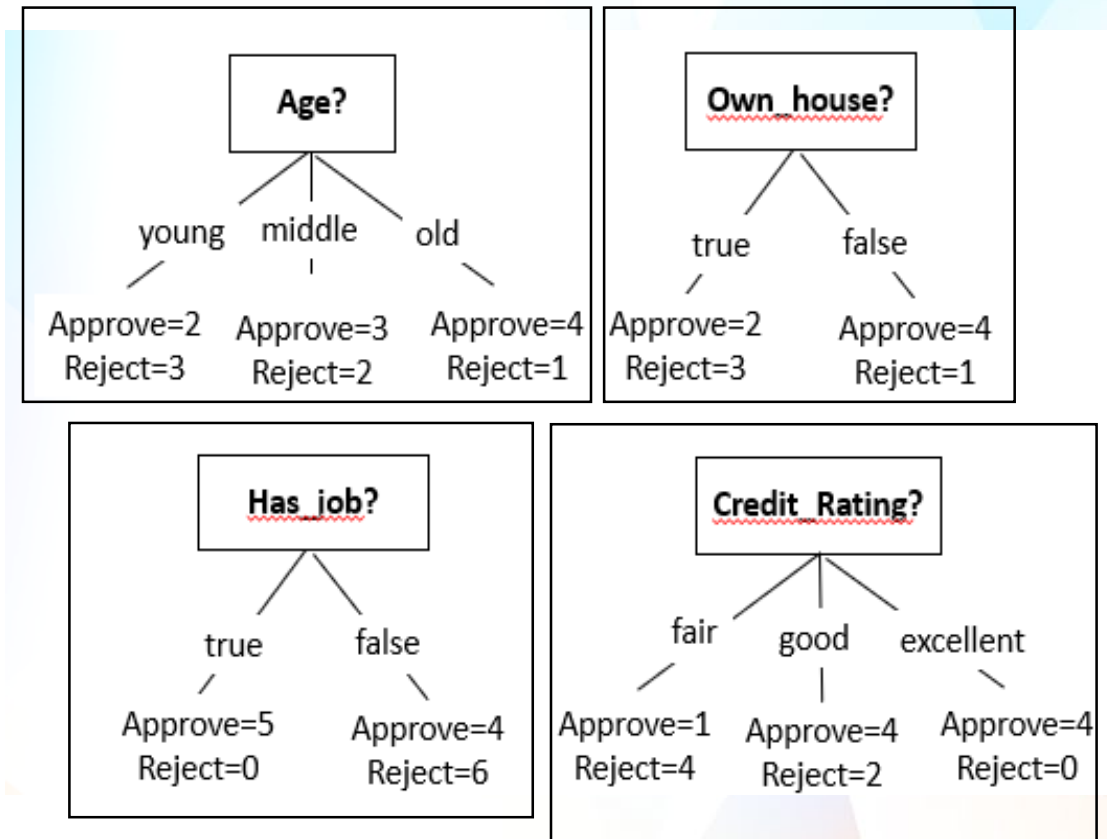 Age?
young middle old
Approve=2 Approve=3 Approve=4
Reject=3 Reject=2 Reject=1
Own_house?
true false
Approve=2 Approve=4
Reject=3 Reject=1
Has_job?
true false
Approve=5 Approve=4
Reject=0 Reject=6
Credit_Rating?
fair good excellent
Approve=1 Approve=4 Approve=4
Reject=4 Reject=2 Reject=0